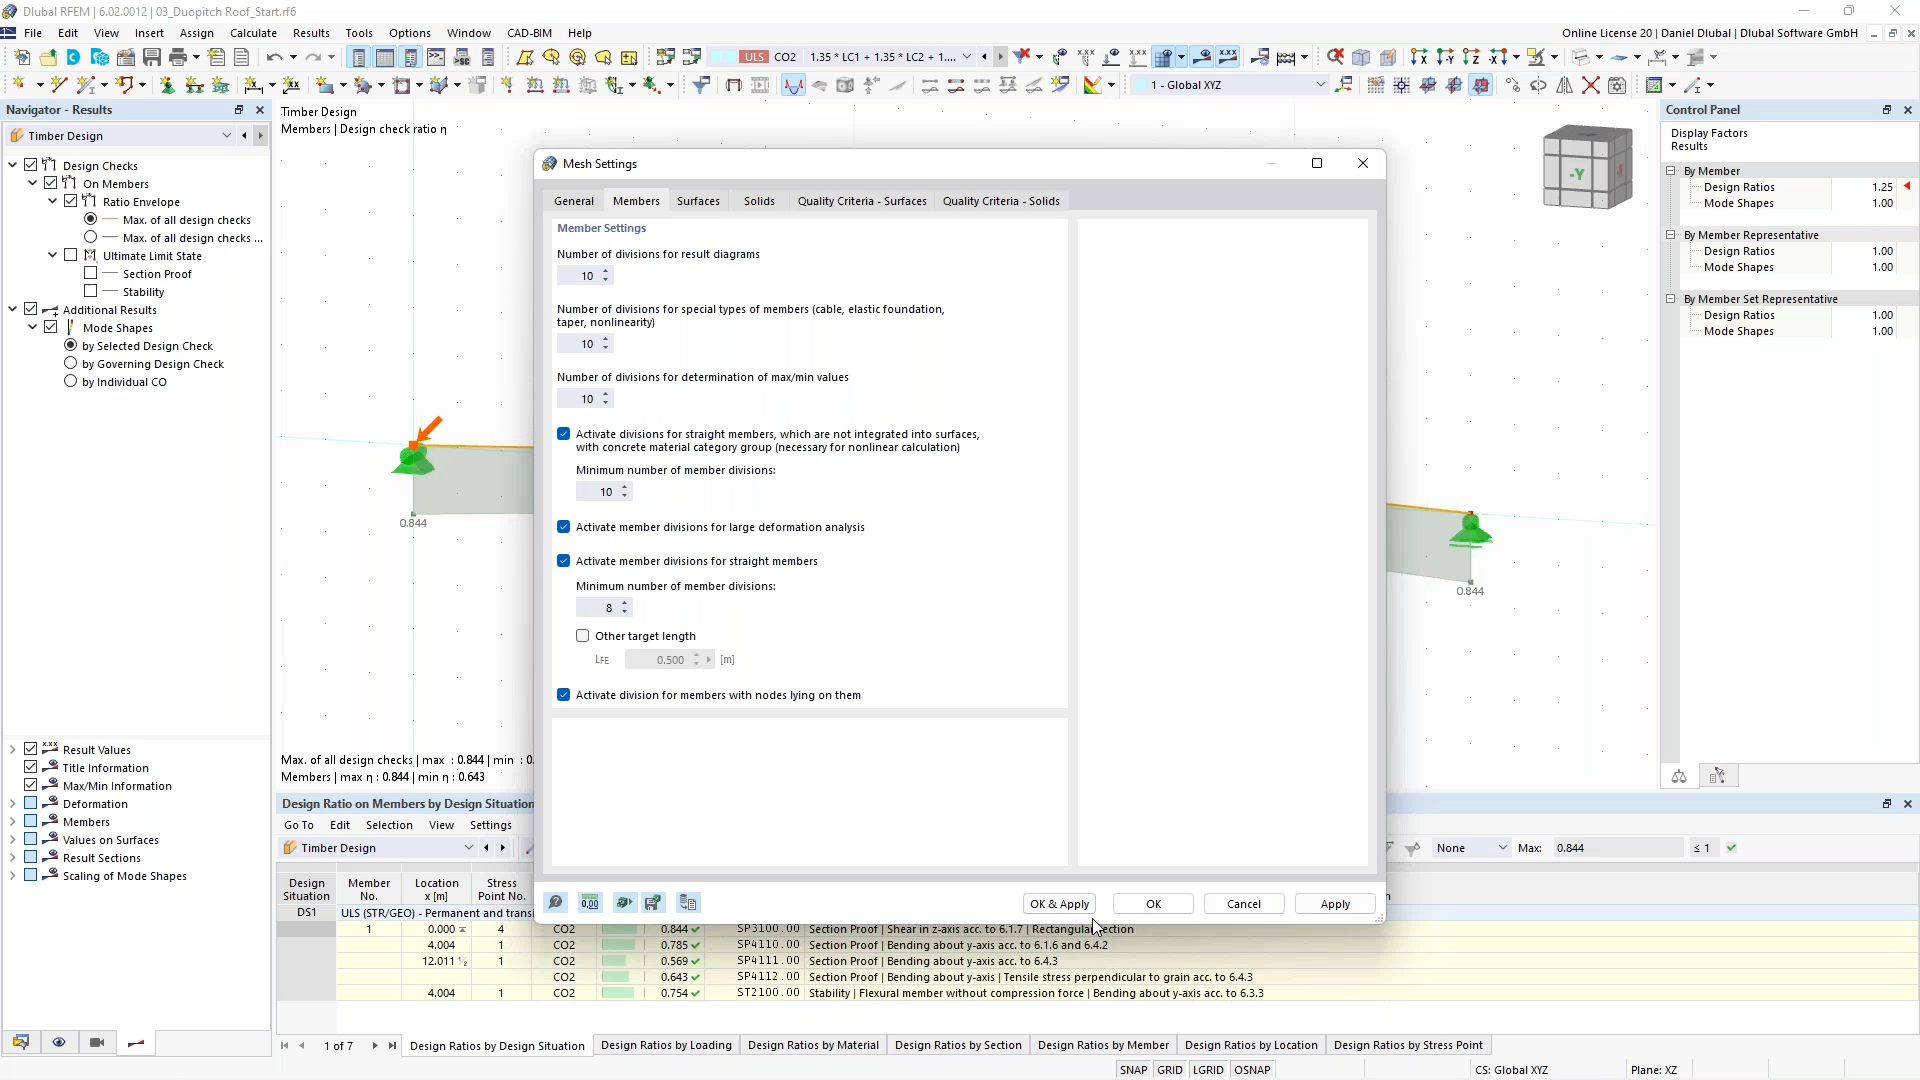 Dlubal RFEM | 6.02.0012 | 03_Duopitch Roof_Start.rf6
File Edit View Insert Assign Calculate Results Tools Options Window CAD-BIM Help
Online License 20 | Daniel Dlubal | Dlubal Software GmbH
ULS CO2 1.35 * LC1 + 1.35 * LC2 + 1....
1 - Global XYZ
Navigator - Results
Timber Design
Design Checks
On Members
Ratio Envelope
Max. of all design checks
Max. of all design checks ...
Ultimate Limit State
Section Proof
Stability
Additional Results
Mode Shapes
by Selected Design Check
by Governing Design Check
by Individual CO
Result Values
Title Information
Max/Min Information
Deformation
Members
Values on Surfaces
Result Sections
Scaling of Mode Shapes
Timber Design
Members | Design check ratio η
0.844
0.844
-Y
Max. of all design checks | max : 0.844 | min : 0.
Members | max η : 0.844 | min η : 0.643
Mesh Settings
General Members Surfaces Solids Quality Criteria - Surfaces Quality Criteria - Solids
Member Settings
Number of divisions for result diagrams
10
Number of divisions for special types of members (cable, elastic foundation,
taper, nonlinearity)
10
Number of divisions for determination of max/min values
10
Activate divisions for straight members, which are not integrated into surfaces,
with concrete material category group (necessary for nonlinear calculation)
Minimum number of member divisions:
10
Activate member divisions for large deformation analysis
Activate member divisions for straight members
Minimum number of member divisions:
8
Other target length
LFE 0.500 [m]
Activate division for members with nodes lying on them
OK & Apply OK Cancel Apply
Control Panel
Display Factors
Results
By Member
Design Ratios 1.25
Mode Shapes 1.00
By Member Representative
Design Ratios 1.00
Mode Shapes 1.00
By Member Set Representative
Design Ratios 1.00
Mode Shapes 1.00
Design Ratio on Members by Design Situation
Go To Edit Selection View Settings
Timber Design
None Max: 0.844 ≤ 1
Design Situation Member No. Location x [m] Stress Point No.
DS1 ULS (STR/GEO) - Permanent and transi
1 0.000 4 CO2 0.844 SP3100.00 Section Proof | Shear in z-axis acc. to 6.1.7 | Rectangular section
4.004 1 CO2 0.785 SP4110.00 Section Proof | Bending about y-axis acc. to 6.1.6 and 6.4.2
12.011 ½ 1 CO2 0.569 SP4111.00 Section Proof | Bending about y-axis acc. to 6.4.3
CO2 0.643 SP4112.00 Section Proof | Bending about y-axis | Tensile stress perpendicular to grain acc. to 6.4.3
4.004 1 CO2 0.754 ST2100.00 Stability | Flexural member without compression force | Bending about y-axis acc. to 6.3.3
1 of 7 Design Ratios by Design Situation Design Ratios by Loading Design Ratios by Material Design Ratios by Section Design Ratios by Member Design Ratios by Location Design Ratios by Stress Point
SNAP GRID LGRID OSNAP CS: Global XYZ Plane: XZ